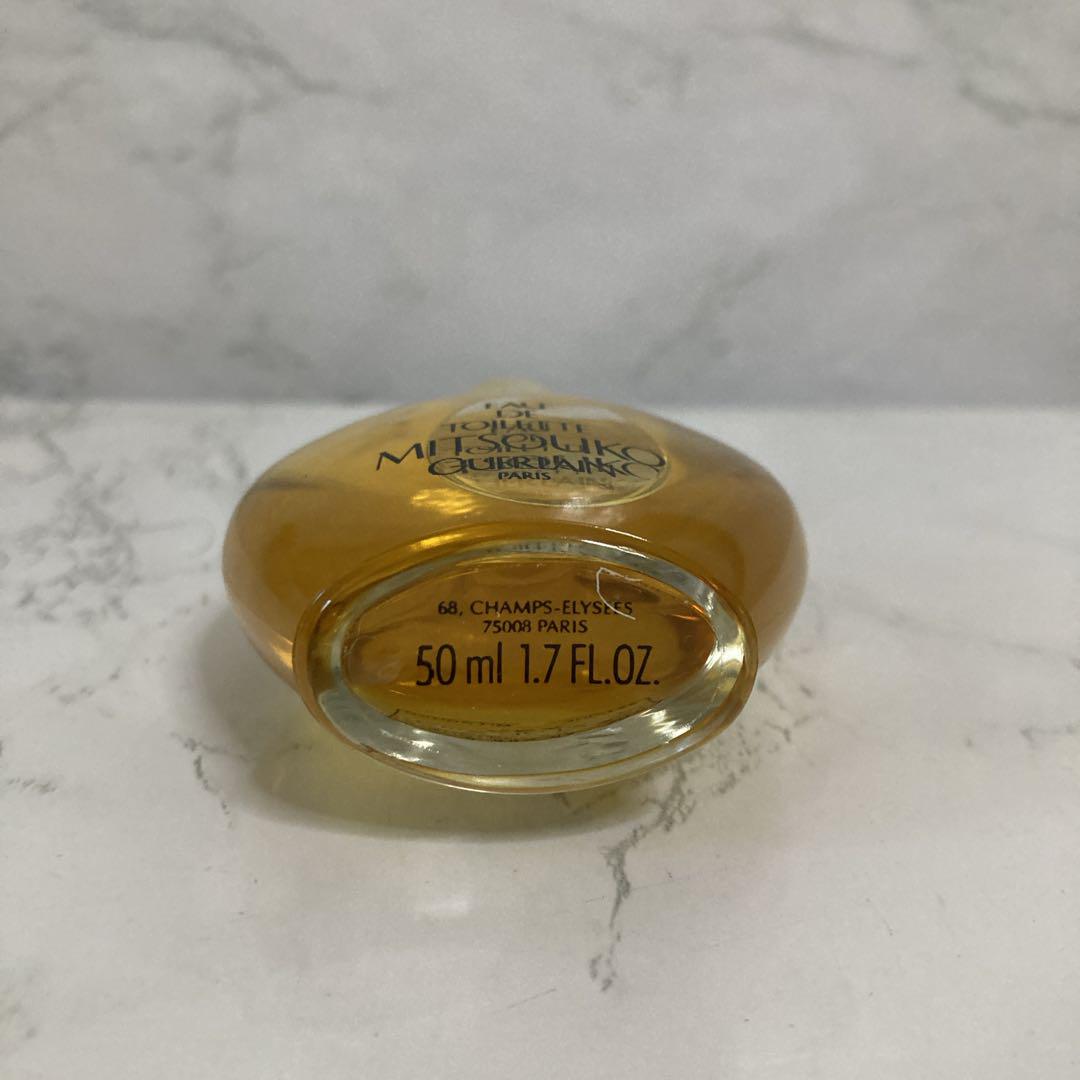 EAU
DE
TOILETTE
MITSOUKO
GUERLAIN
PARIS
68, CHAMPS-ELYSEES
75008 PARIS
50 ml 1.7 FL.OZ.